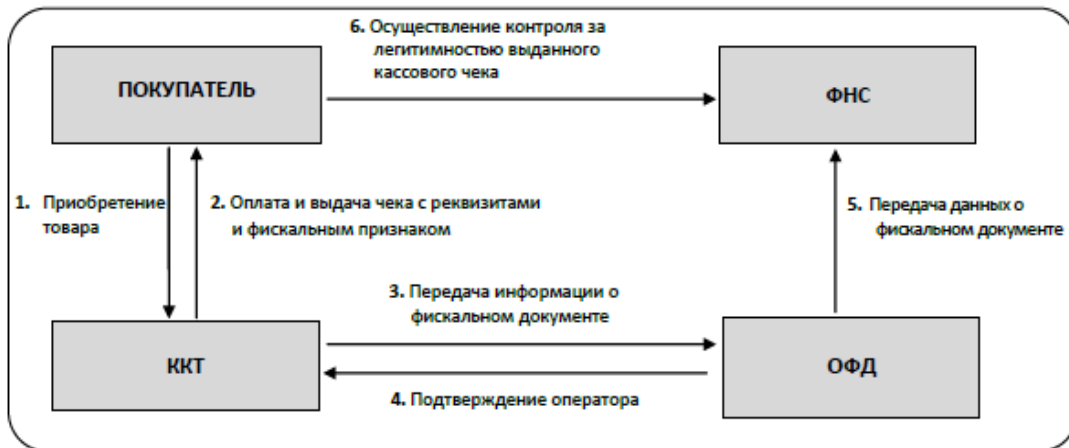 6. Осуществление контроля за
легитимностью выданного
кассового чека
ПОКУПАТЕЛЬ
ФНС
1. Приобретение
товара
2. Оплата и выдача чека с реквизитами
и фискальным признаком
5. Передача данных о
фискальном документе
3. Передача информации о
фискальном документе
ККТ
ОФД
4. Подтверждение оператора